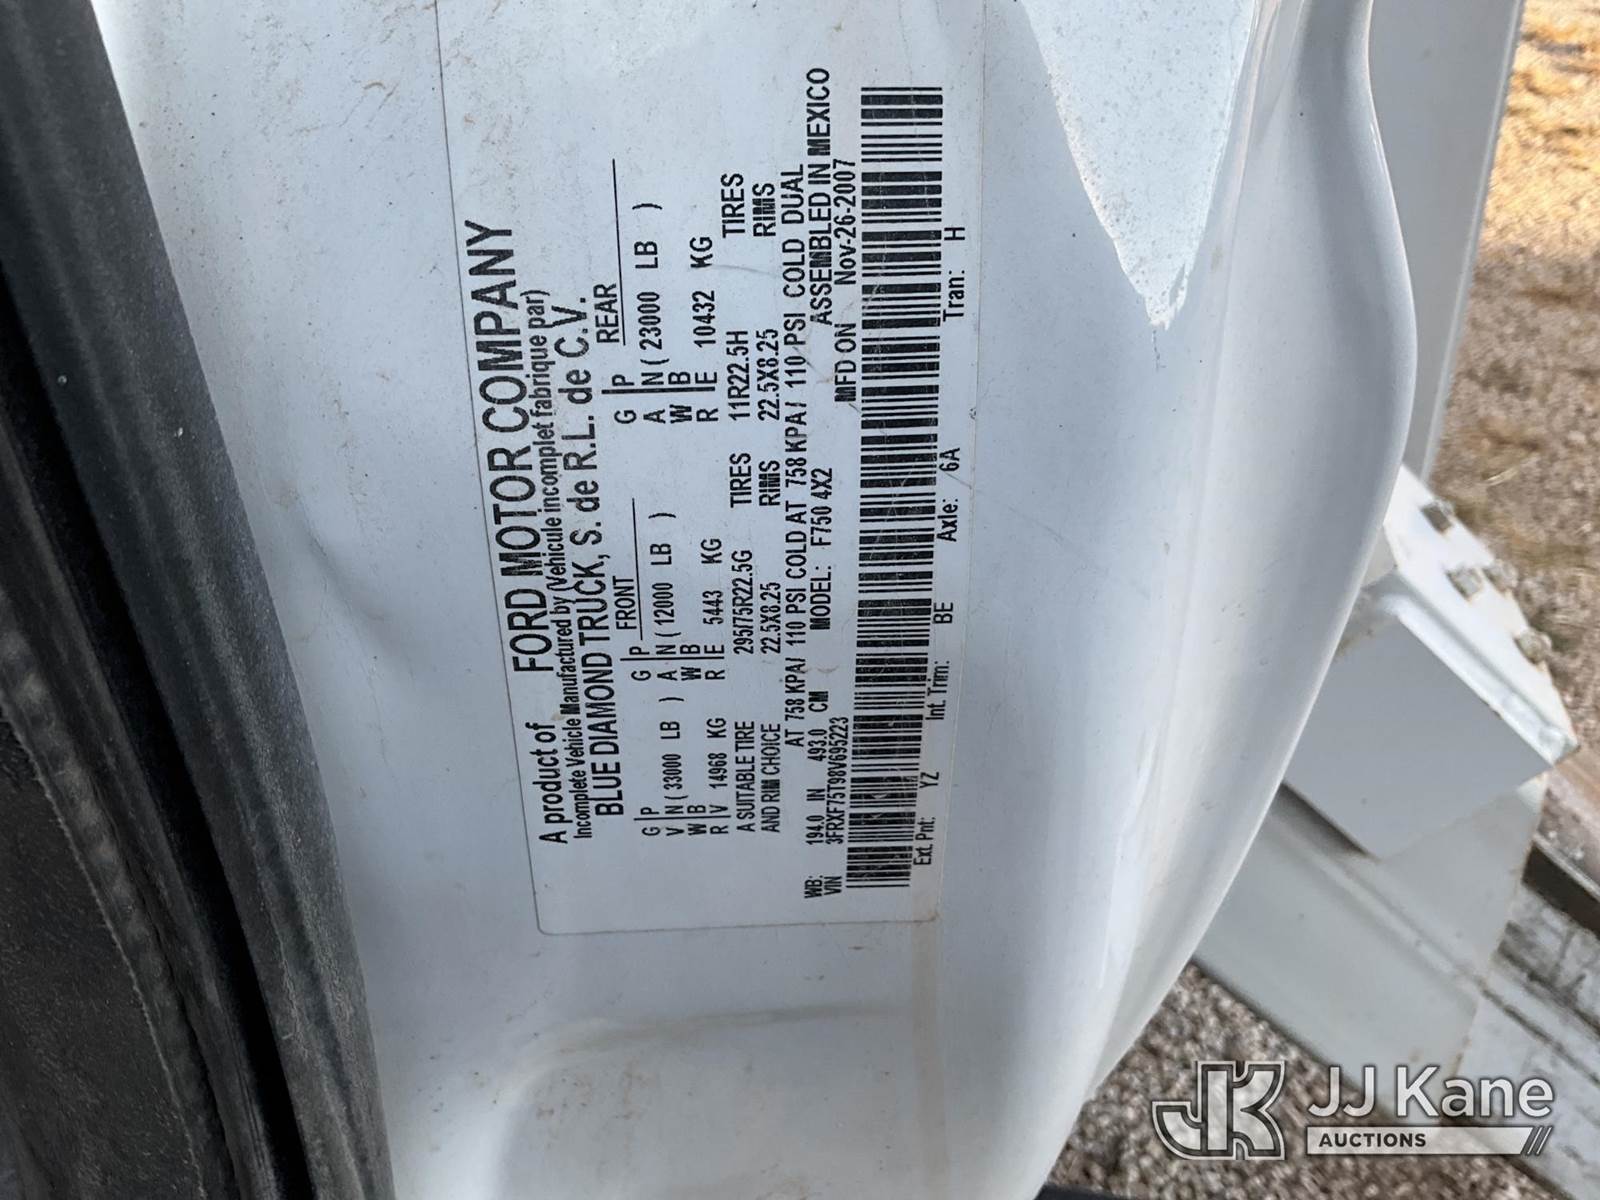 A product of FORD MOTOR COMPANY
Incomplete Vehicle Manufactured by (Vehicule incomplet fabrique par)
BLUE DIAMOND TRUCK, S. de R.L. de C.V.
FRONT REAR
G P G P G P
V N ( 33000 LB ) A N ( 12000 LB ) A N ( 23000 LB )
W B W B W B
R V 14968 KG R E 5443 KG R E 10432 KG
A SUITABLE TIRE 295/75R22.5G TIRES 11R22.5H TIRES
AND RIM CHOICE 22.5X8.25 RIMS 22.5X8.25 RIMS
AT 758 KPA/ 110 PSI COLD AT 758 KPA/ 110 PSI COLD DUAL
WB: 194.0 IN 493.0 CM MODEL: F750 4X2 ASSEMBLED IN MEXICO
VIN 3FRXF75T98V695223 MFD ON Nov-26-2007
Ext. Pnt: YZ Int. Trim: BE Axle: 6A Tran: H
JK JJ Kane
AUCTIONS